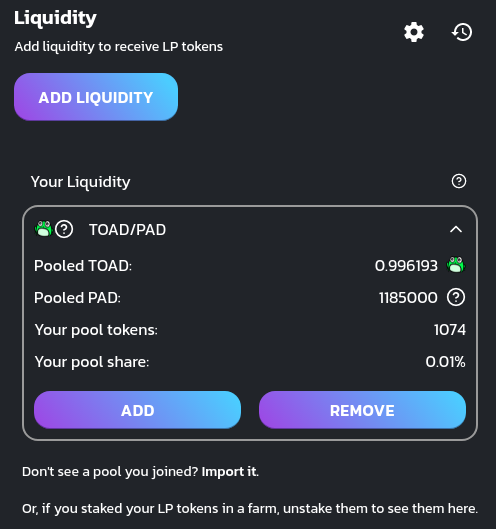 Liquidity
Add liquidity to receive LP tokens
ADD LIQUIDITY
Your Liquidity
TOAD/PAD
Pooled TOAD: 0.996193
Pooled PAD: 1185000
Your pool tokens: 1074
Your pool share: 0.01%
ADD REMOVE
Don't see a pool you joined? Import it.
Or, if you staked your LP tokens in a farm, unstake them to see them here.